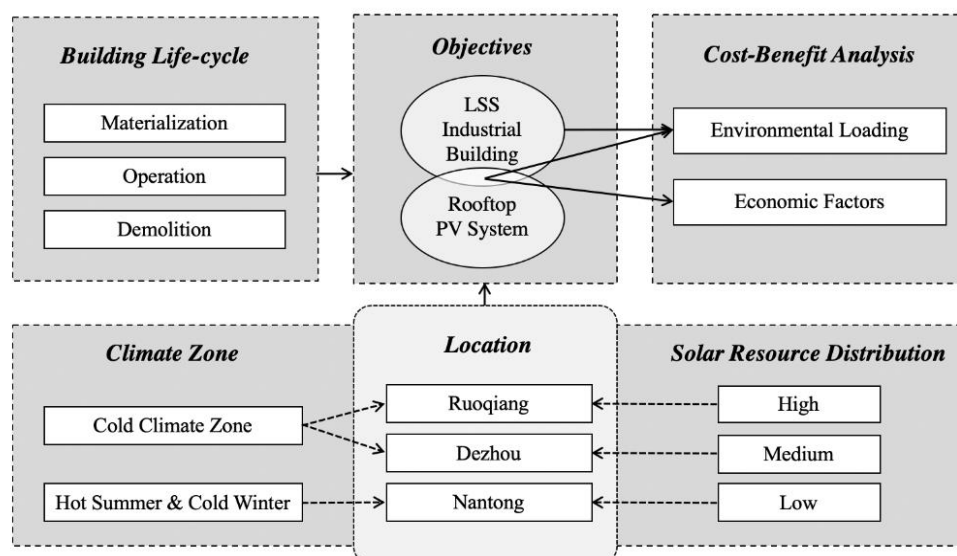 Building Life-cycle
Materialization
Operation
Demolition
Objectives
LSS
Industrial
Building
Rooftop
PV System
Cost-Benefit Analysis
Environmental Loading
Economic Factors
Climate Zone
Cold Climate Zone
Hot Summer & Cold Winter
Location
Ruoqiang
Dezhou
Nantong
Solar Resource Distribution
High
Medium
Low